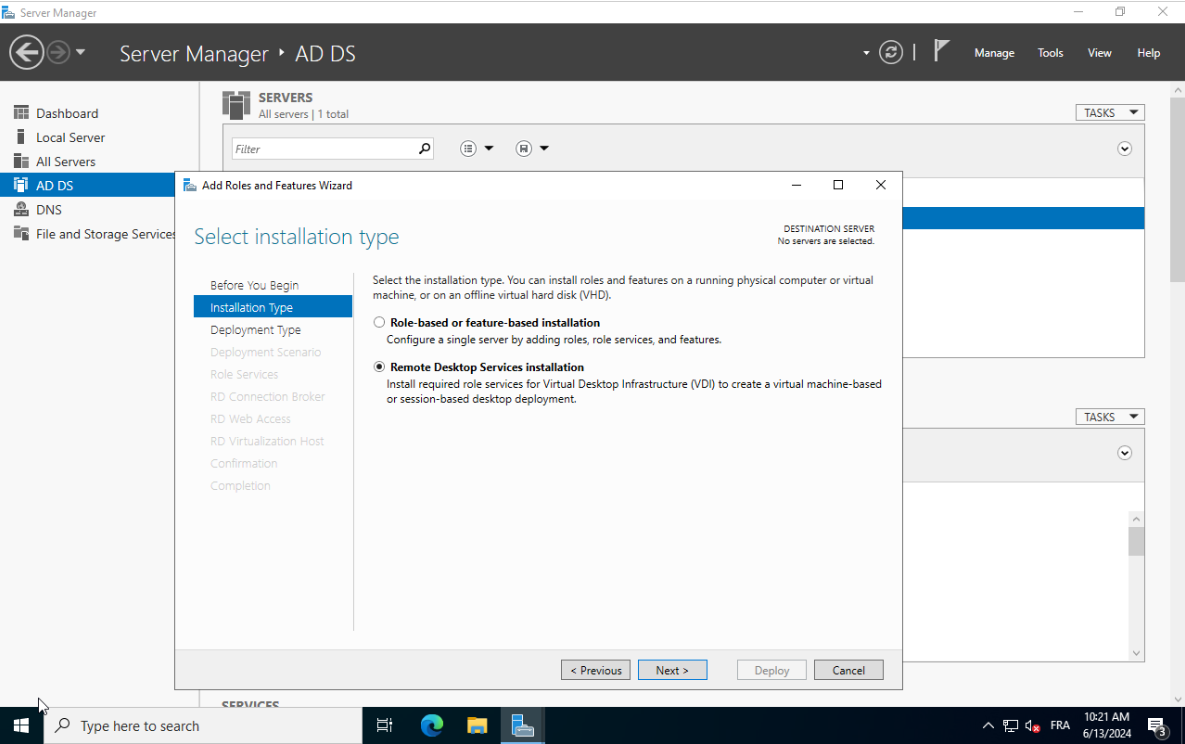 Server Manager
Server Manager ‣ AD DS
Manage Tools View Help
Dashboard
Local Server
All Servers
AD DS
DNS
File and Storage Services
SERVERS
All servers | 1 total
TASKS
Filter
Add Roles and Features Wizard
Select installation type
DESTINATION SERVER
No servers are selected.
Before You Begin
Installation Type
Deployment Type
Deployment Scenario
Role Services
RD Connection Broker
RD Web Access
RD Virtualization Host
Confirmation
Completion
Select the installation type. You can install roles and features on a running physical computer or virtual
machine, or on an offline virtual hard disk (VHD).
Role-based or feature-based installation
Configure a single server by adding roles, role services, and features.
Remote Desktop Services installation
Install required role services for Virtual Desktop Infrastructure (VDI) to create a virtual machine-based
or session-based desktop deployment.
TASKS
< Previous Next > Deploy Cancel
SERVICES
Type here to search
FRA
10:21 AM
6/13/2024
3